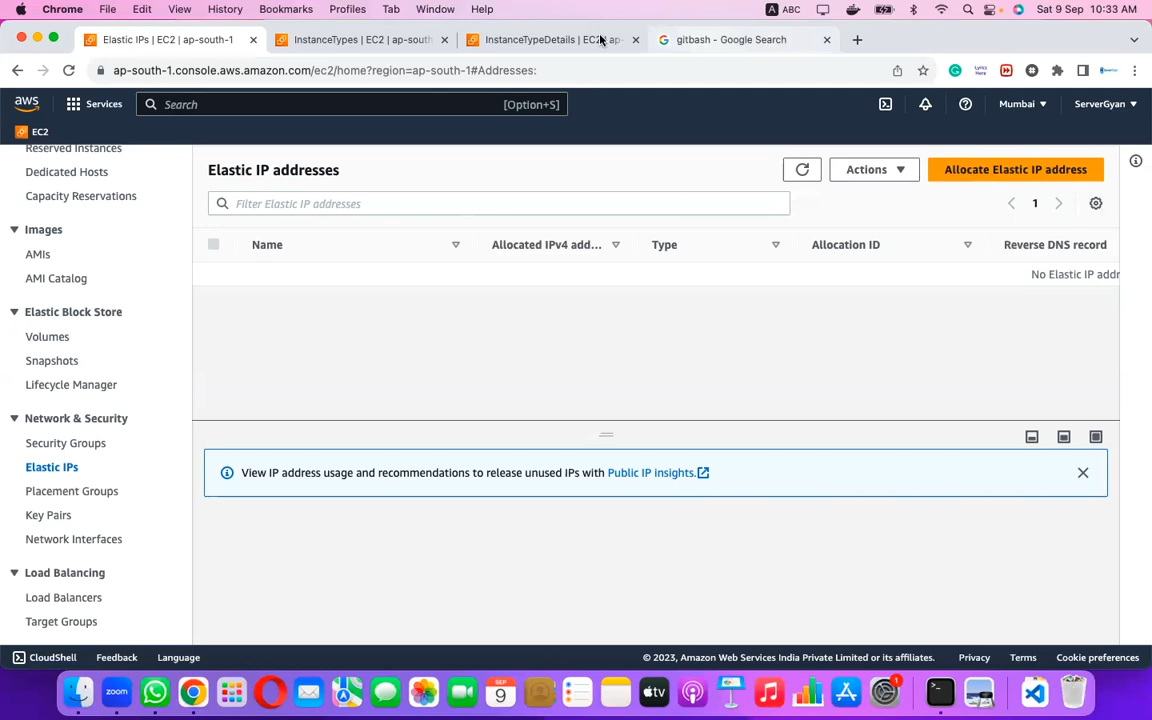 Chrome File Edit View History Bookmarks Profiles Tab Window Help A ABC Sat 9 Sep 10:33 AM
Elastic IPs | EC2 | ap-south-1 InstanceTypes | EC2 | ap-south InstanceTypeDetails | EC2 ap- gitbash - Google Search
ap-south-1.console.aws.amazon.com/ec2/home?region=ap-south-1#Addresses:
aws Services Search [Option+S] Mumbai ServerGyan
EC2
Reserved Instances
Dedicated Hosts
Capacity Reservations
Images
AMIs
AMI Catalog
Elastic Block Store
Volumes
Snapshots
Lifecycle Manager
Network & Security
Security Groups
Elastic IPs
Placement Groups
Key Pairs
Network Interfaces
Load Balancing
Load Balancers
Target Groups
Elastic IP addresses Actions Allocate Elastic IP address
Filter Elastic IP addresses 1
Name Allocated IPv4 add... Type Allocation ID Reverse DNS record
No Elastic IP addr
View IP address usage and recommendations to release unused IPs with Public IP insights.
CloudShell Feedback Language © 2023, Amazon Web Services India Private Limited or its affiliates. Privacy Terms Cookie preferences
zoom SEP 9 tv 1